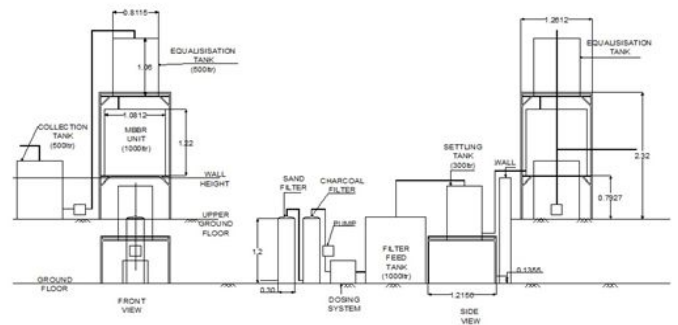 0.8115
EQUALISISATION
TANK
(500ltr)
1.06
COLLECTION
TANK
(500ltr)
1.0812
MBBR
UNIT
(1000ltr)
1.22
WALL
HEIGHT
UPPER
GROUND
FLOOR
GROUND
FLOOR
FRONT
VIEW
SAND
FILTER
CHARCOAL
FILTER
PUMP
1.2
0.30
DOSING
SYSTEM
FILTER
FEED
TANK
(1000ltr)
SETTLING
TANK
(300ltr)
WALL
1.2612
EQUALISATION
TANK
2.32
0.7927
0.1355
1.2156
SIDE
VIEW